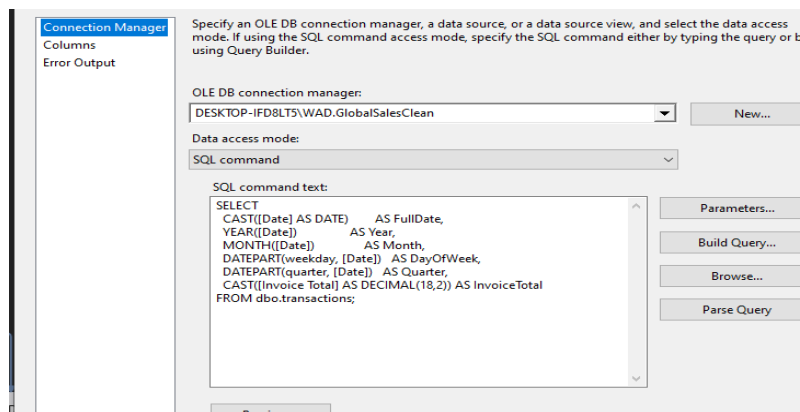 Connection Manager
Columns
Error Output
Specify an OLE DB connection manager, a data source, or a data source view, and select the data access
mode. If using the SQL command access mode, specify the SQL command either by typing the query or b
using Query Builder.
OLE DB connection manager:
DESKTOP-IFD8LT5\WAD.GlobalSalesClean
New...
Data access mode:
SQL command
SQL command text:
SELECT
CAST([Date] AS DATE) AS FullDate,
YEAR([Date]) AS Year,
MONTH([Date]) AS Month,
DATEPART(weekday, [Date]) AS DayOfWeek,
DATEPART(quarter, [Date]) AS Quarter,
CAST([Invoice Total] AS DECIMAL(18,2)) AS InvoiceTotal
FROM dbo.transactions;
Parameters...
Build Query...
Browse...
Parse Query